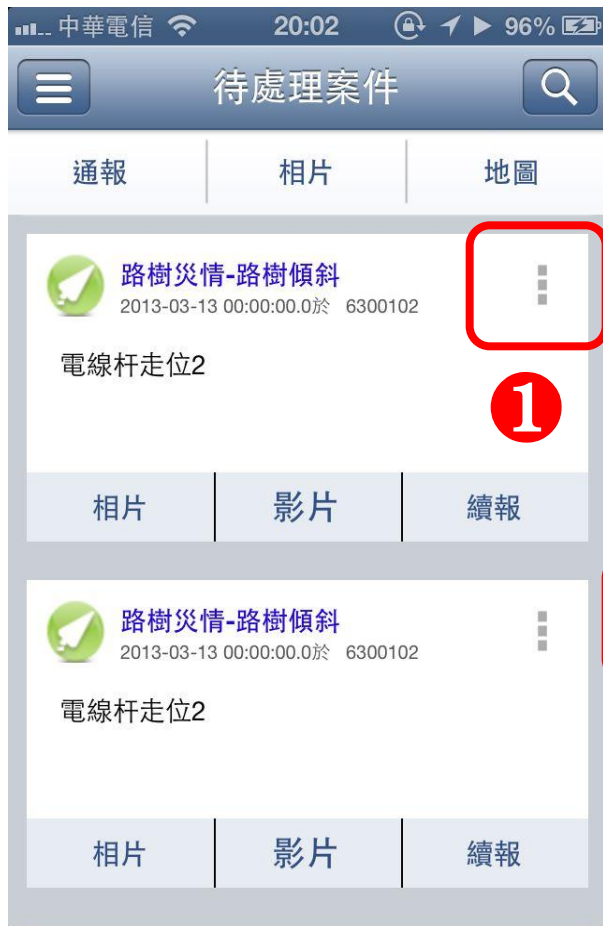 中華電信 20:02 96%
待處理案件
通報 相片 地圖
路樹災情-路樹傾斜
2013-03-13 00:00:00.0於 6300102
電線杆走位2
1
相片 影片 續報
路樹災情-路樹傾斜
2013-03-13 00:00:00.0於 6300102
電線杆走位2
相片 影片 續報